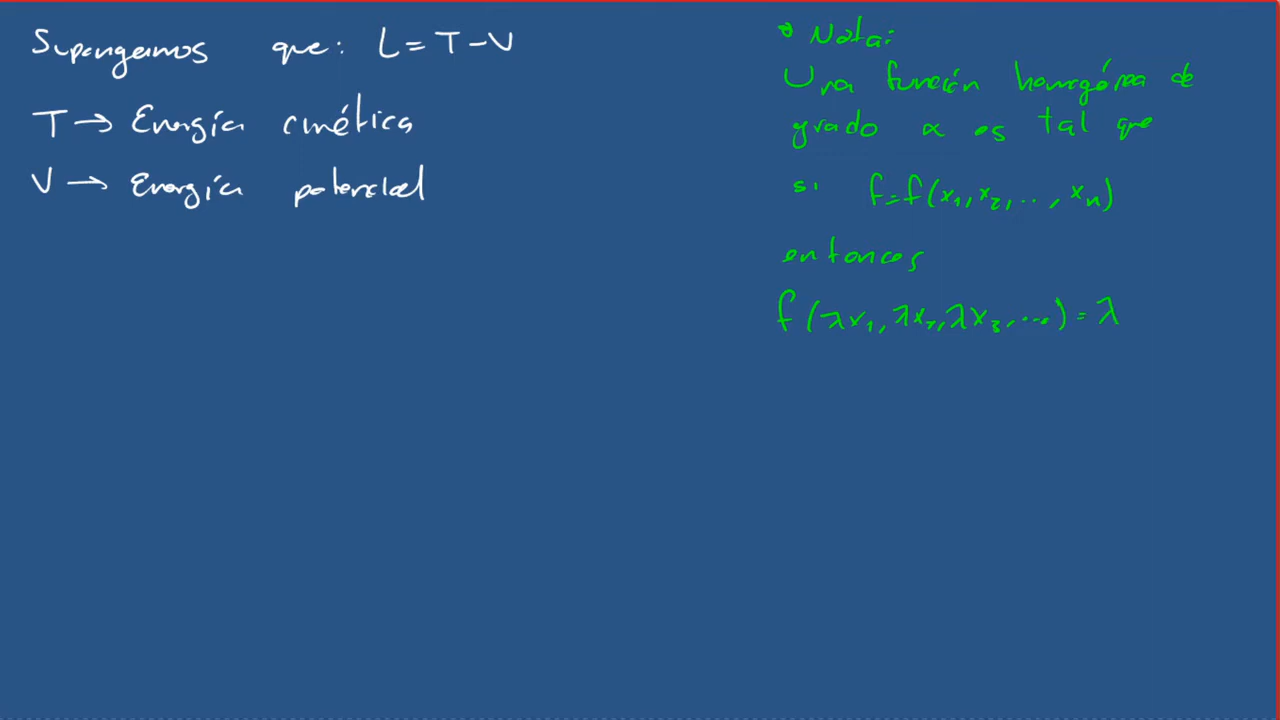 Supongamos que: L = T - V
T → Energía cinética
V → Energía potencial
• Nota:
Una función homogénea de
grado α es tal que
si f = f(x₁, x₂, ..., xₙ)
entonces
f(λx₁, λx₂, λx₃, ...) = λ